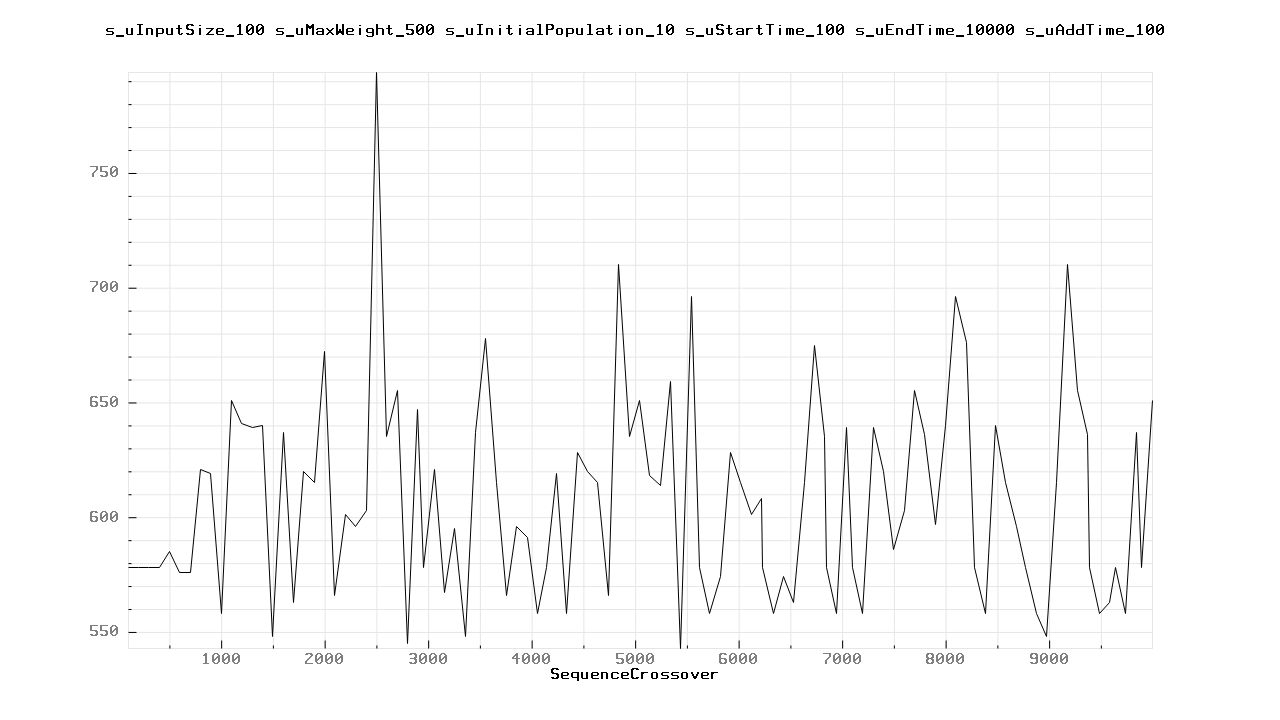 s_uInputSize_100 s_uMaxWeight_500 s_uInitialPopulation_10 s_uStartTime_100 s_uEndTime_10000 s_uAddTime_100
750
700
650
600
550
1000 2000 3000 4000 5000 6000 7000 8000 9000
SequenceCrossover